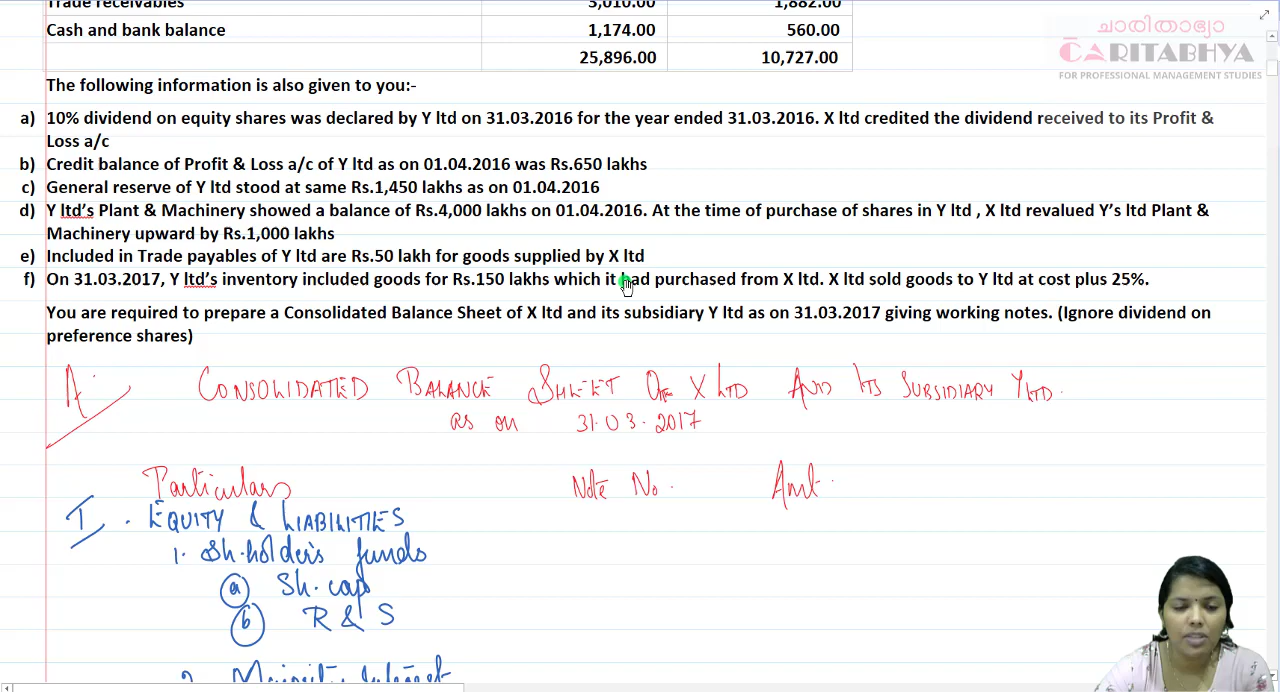 Trade receivables 3,010.00 1,882.00
Cash and bank balance 1,174.00 560.00
25,896.00 10,727.00
ചാരിതാഭ്യാ
CARITABHYA
FOR PROFESSIONAL MANAGEMENT STUDIES
The following information is also given to you:-
a) 10% dividend on equity shares was declared by Y ltd on 31.03.2016 for the year ended 31.03.2016. X ltd credited the dividend received to its Profit &
Loss a/c
b) Credit balance of Profit & Loss a/c of Y ltd as on 01.04.2016 was Rs.650 lakhs
c) General reserve of Y ltd stood at same Rs.1,450 lakhs as on 01.04.2016
d) Y ltd's Plant & Machinery showed a balance of Rs.4,000 lakhs on 01.04.2016. At the time of purchase of shares in Y ltd , X ltd revalued Y's ltd Plant &
Machinery upward by Rs.1,000 lakhs
e) Included in Trade payables of Y ltd are Rs.50 lakh for goods supplied by X ltd
f) On 31.03.2017, Y ltd's inventory included goods for Rs.150 lakhs which it had purchased from X ltd. X ltd sold goods to Y ltd at cost plus 25%.
You are required to prepare a Consolidated Balance Sheet of X ltd and its subsidiary Y ltd as on 31.03.2017 giving working notes. (Ignore dividend on
preference shares)
A: CONSOLIDATED BALANCE SHEET OF X LTD AND ITS SUBSIDIARY Y LTD.
as on 31.03.2017
Particulars Note No. Amt.
I. EQUITY & LIABILITIES
1. Sh.holder's funds
a Sh. cap
b R & S
2. Minority Interest